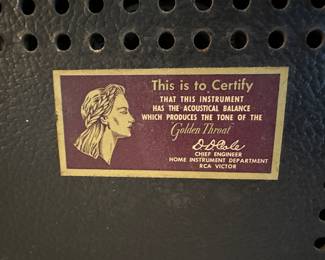 This is to Certify
THAT THIS INSTRUMENT
HAS THE ACOUSTICAL BALANCE
WHICH PRODUCES THE TONE OF THE
"Golden Throat"
D D Cole
CHIEF ENGINEER
HOME INSTRUMENT DEPARTMENT
RCA VICTOR